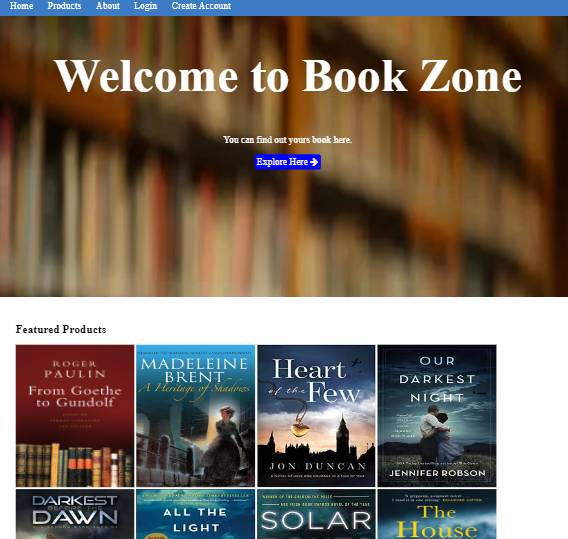 Home Products About Login Create Account
Welcome to Book Zone
You can find out yours book here.
Explore Here
Featured Products
ROGER
PAULIN
From Goethe
to Gundolf
MADELEINE
BRENT
A Heritage of Shadows
Heart
of the
Few
JON DUNCAN
OUR
DARKEST
NIGHT
JENNIFER ROBSON
DARKEST
BEFORE THE
DAWN
ALL THE
LIGHT
SOLAR
The
House